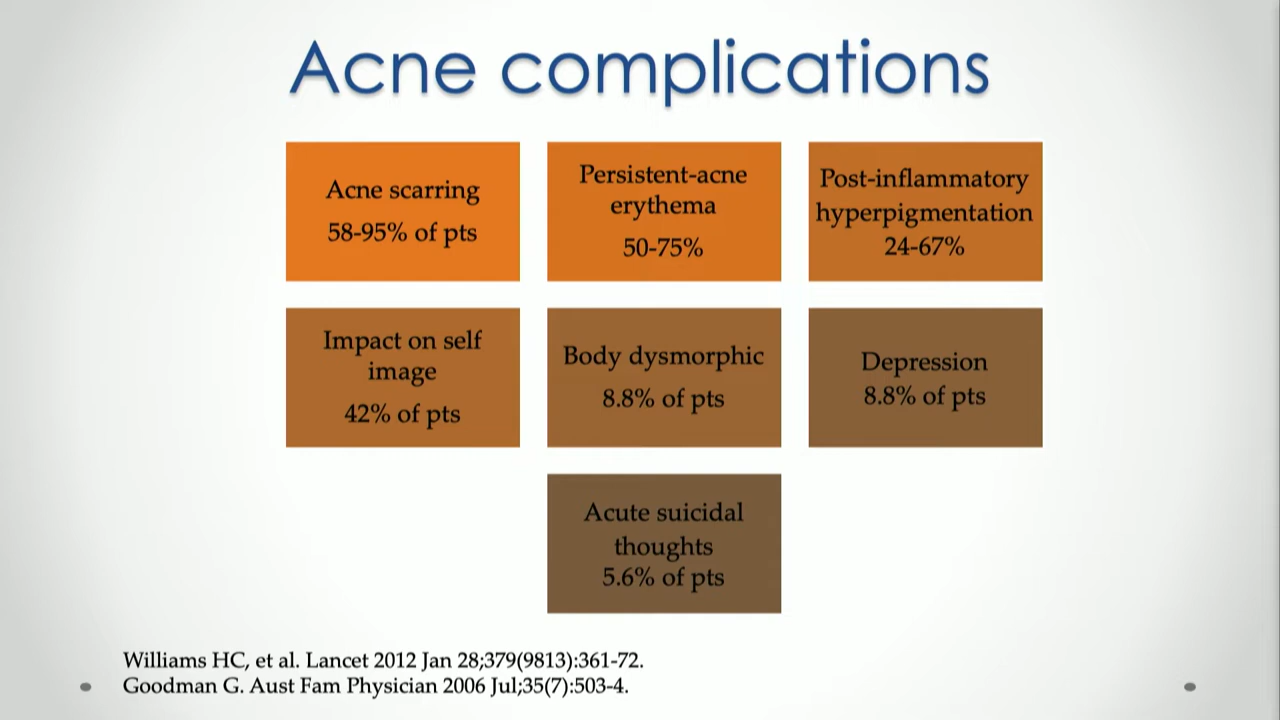 Acne complications
Acne scarring
58-95% of pts
Persistent-acne
erythema
50-75%
Post-inflammatory
hyperpigmentation
24-67%
Impact on self
image
42% of pts
Body dysmorphic
8.8% of pts
Depression
8.8% of pts
Acute suicidal
thoughts
5.6% of pts
Williams HC, et al. Lancet 2012 Jan 28;379(9813):361-72.
Goodman G. Aust Fam Physician 2006 Jul;35(7):503-4.